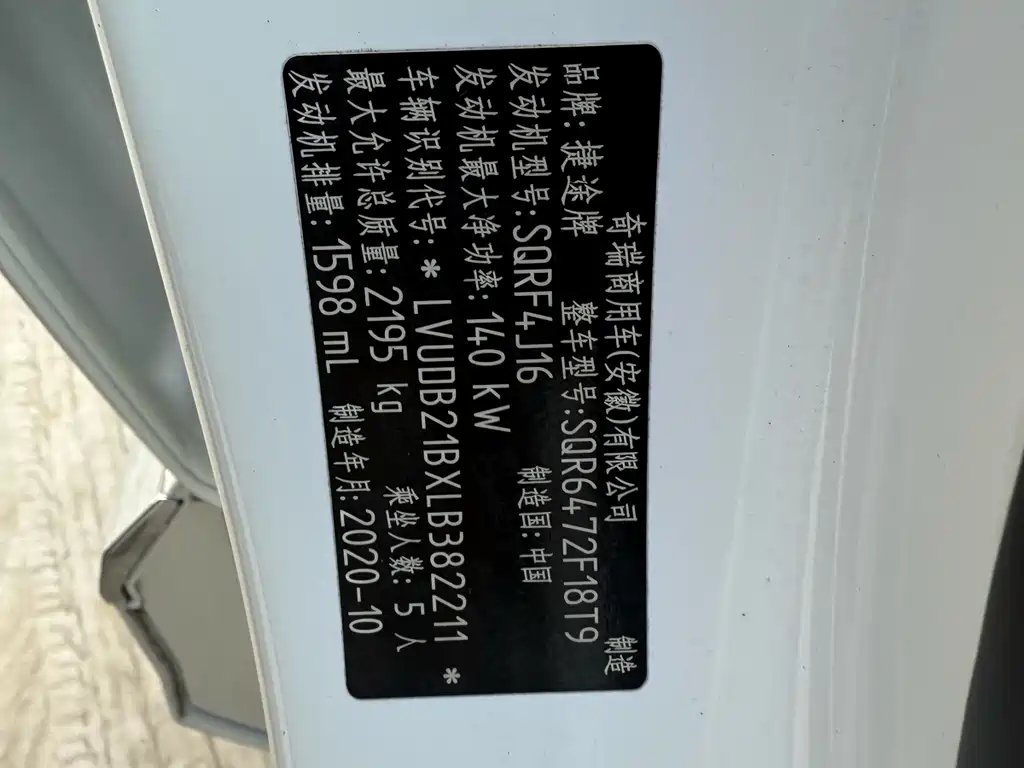 奇瑞商用车(安徽)有限公司 制造
品牌:捷途牌 整车型号:SQR6472F18T9
发动机型号:SQRF4J16 制造国:中国
发动机最大净功率:140 kW
车辆识别代号:*LVUDB21BXLB382211*
最大允许总质量:2195 kg 乘坐人数:5人
发动机排量:1598 mL 制造年月:2020-10